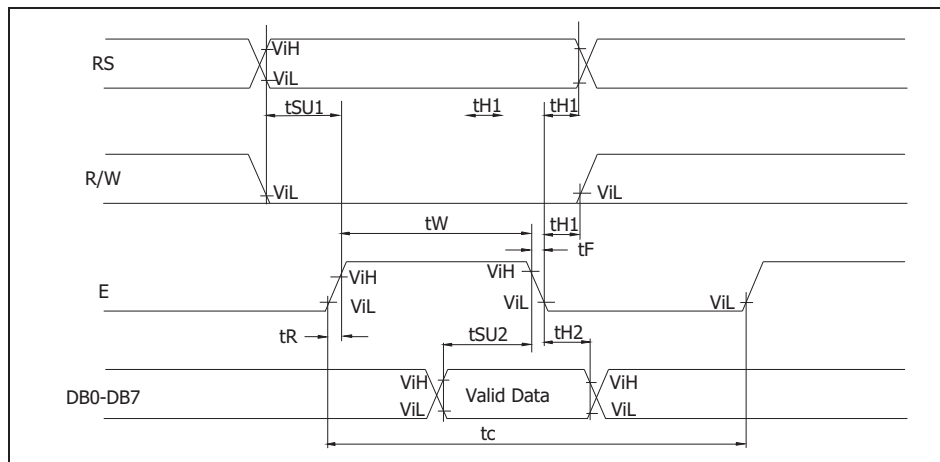 RS
ViH
ViL
tSU1
tH1
tH1
R/W
ViL
ViL
tW
tH1
tF
E
ViH
ViL
ViH
ViL
ViL
tR
tSU2
tH2
DB0-DB7
ViH
ViL
Valid Data
ViH
ViL
tc